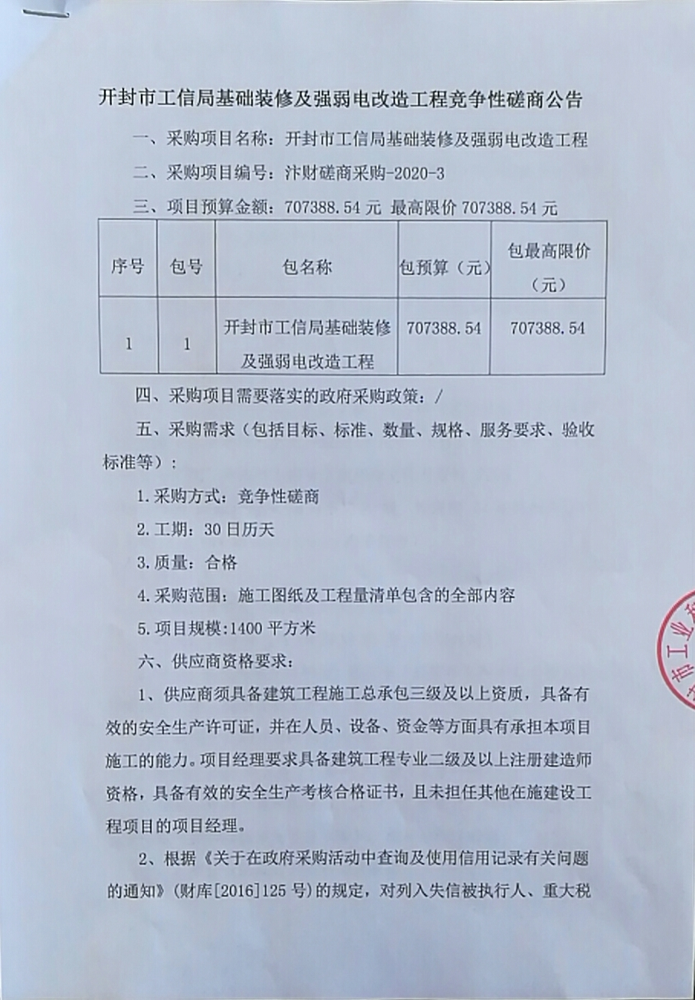 开封市工信局基础装修及强弱电改造工程竞争性磋商公告
一、采购项目名称：开封市工信局基础装修及强弱电改造工程
二、采购项目编号：汴财磋商采购-2020-3
三、项目预算金额：707388.54 元 最高限价 707388.54 元
序号 包号 包名称 包预算（元） 包最高限价（元）
1 1 开封市工信局基础装修及强弱电改造工程 707388.54 707388.54
四、采购项目需要落实的政府采购政策：/
五、采购需求（包括目标、标准、数量、规格、服务要求、验收
标准等）：
1.采购方式：竞争性磋商
2.工期：30 日历天
3.质量：合格
4.采购范围：施工图纸及工程量清单包含的全部内容
5.项目规模:1400 平方米
六、供应商资格要求：
1、供应商须具备建筑工程施工总承包三级及以上资质，具备有
效的安全生产许可证，并在人员、设备、资金等方面具有承担本项目
施工的能力。项目经理要求具备建筑工程专业二级及以上注册建造师
资格，具备有效的安全生产考核合格证书，且未担任其他在施建设工
程项目的项目经理。
2、根据《关于在政府采购活动中查询及使用信用记录有关问题
的通知》(财库[2016]125 号)的规定，对列入失信被执行人、重大税
市工业